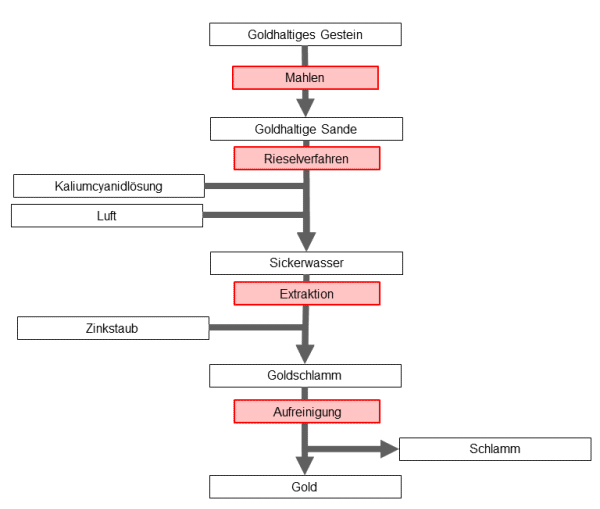 Goldhaltiges Gestein
Mahlen
Goldhaltige Sande
Rieselverfahren
Kaliumcyanidlösung
Luft
Sickerwasser
Extraktion
Zinkstaub
Goldschlamm
Aufreinigung
Schlamm
Gold